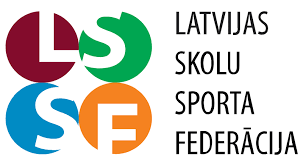 LS
SF
LATVIJAS
SKOLU
SPORTA
FEDERĀCIJA